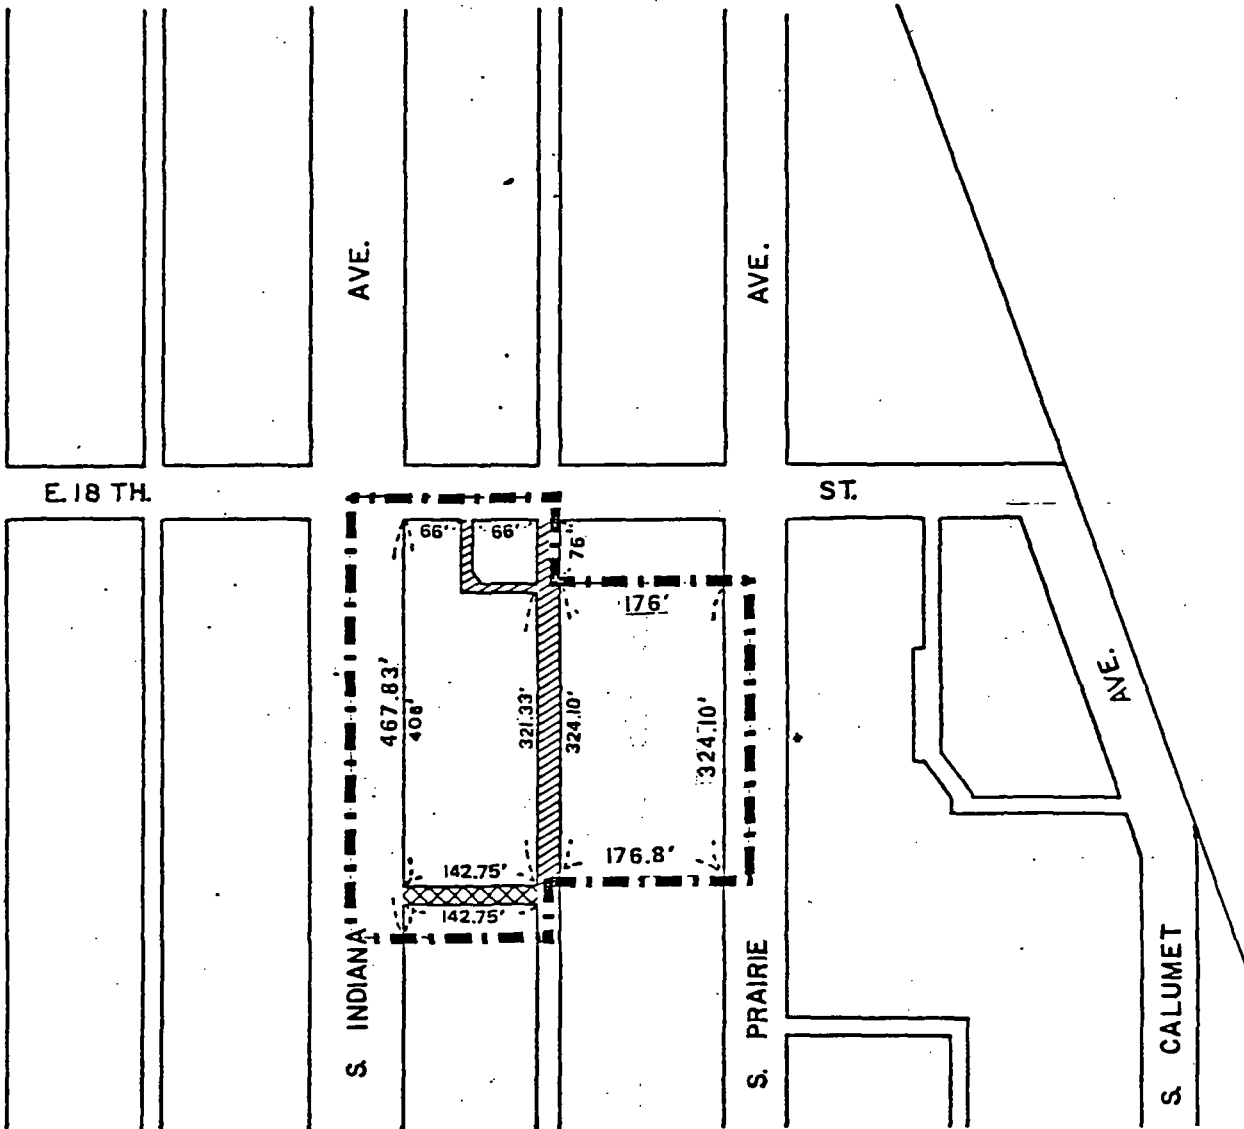 AVE.
AVE.
E. 18 TH.
ST.
66'
66'
76
176'
AVE.
467.83'
408'
321.33'
324.10'
324.10'
176.8'
142.75'
142.75'
S. INDIANA
S. PRAIRIE
S. CALUMET